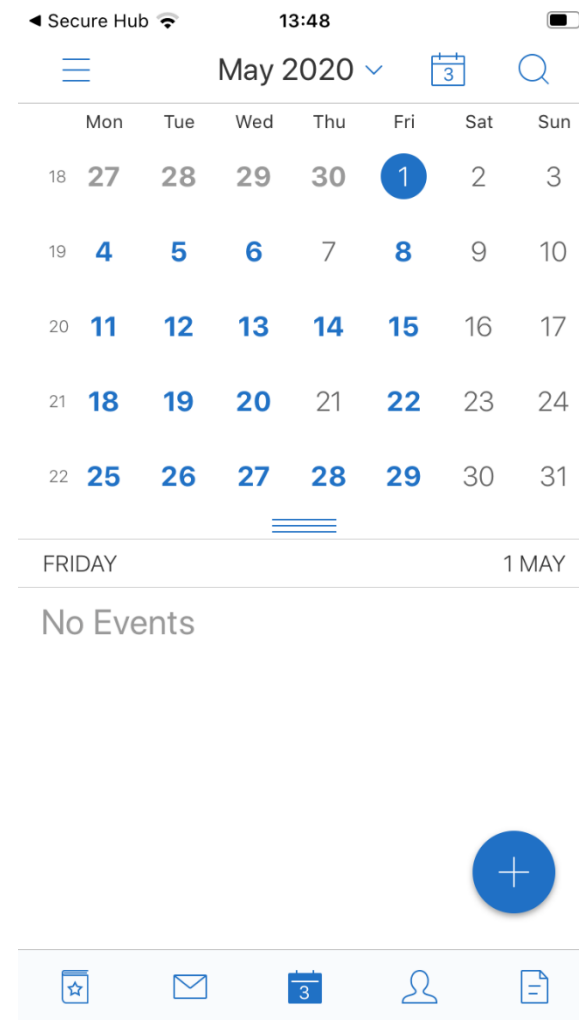 ◀ Secure Hub 13:48
May 2020 3
Mon Tue Wed Thu Fri Sat Sun
18 27 28 29 30 1 2 3
19 4 5 6 7 8 9 10
20 11 12 13 14 15 16 17
21 18 19 20 21 22 23 24
22 25 26 27 28 29 30 31
FRIDAY 1 MAY
No Events
3